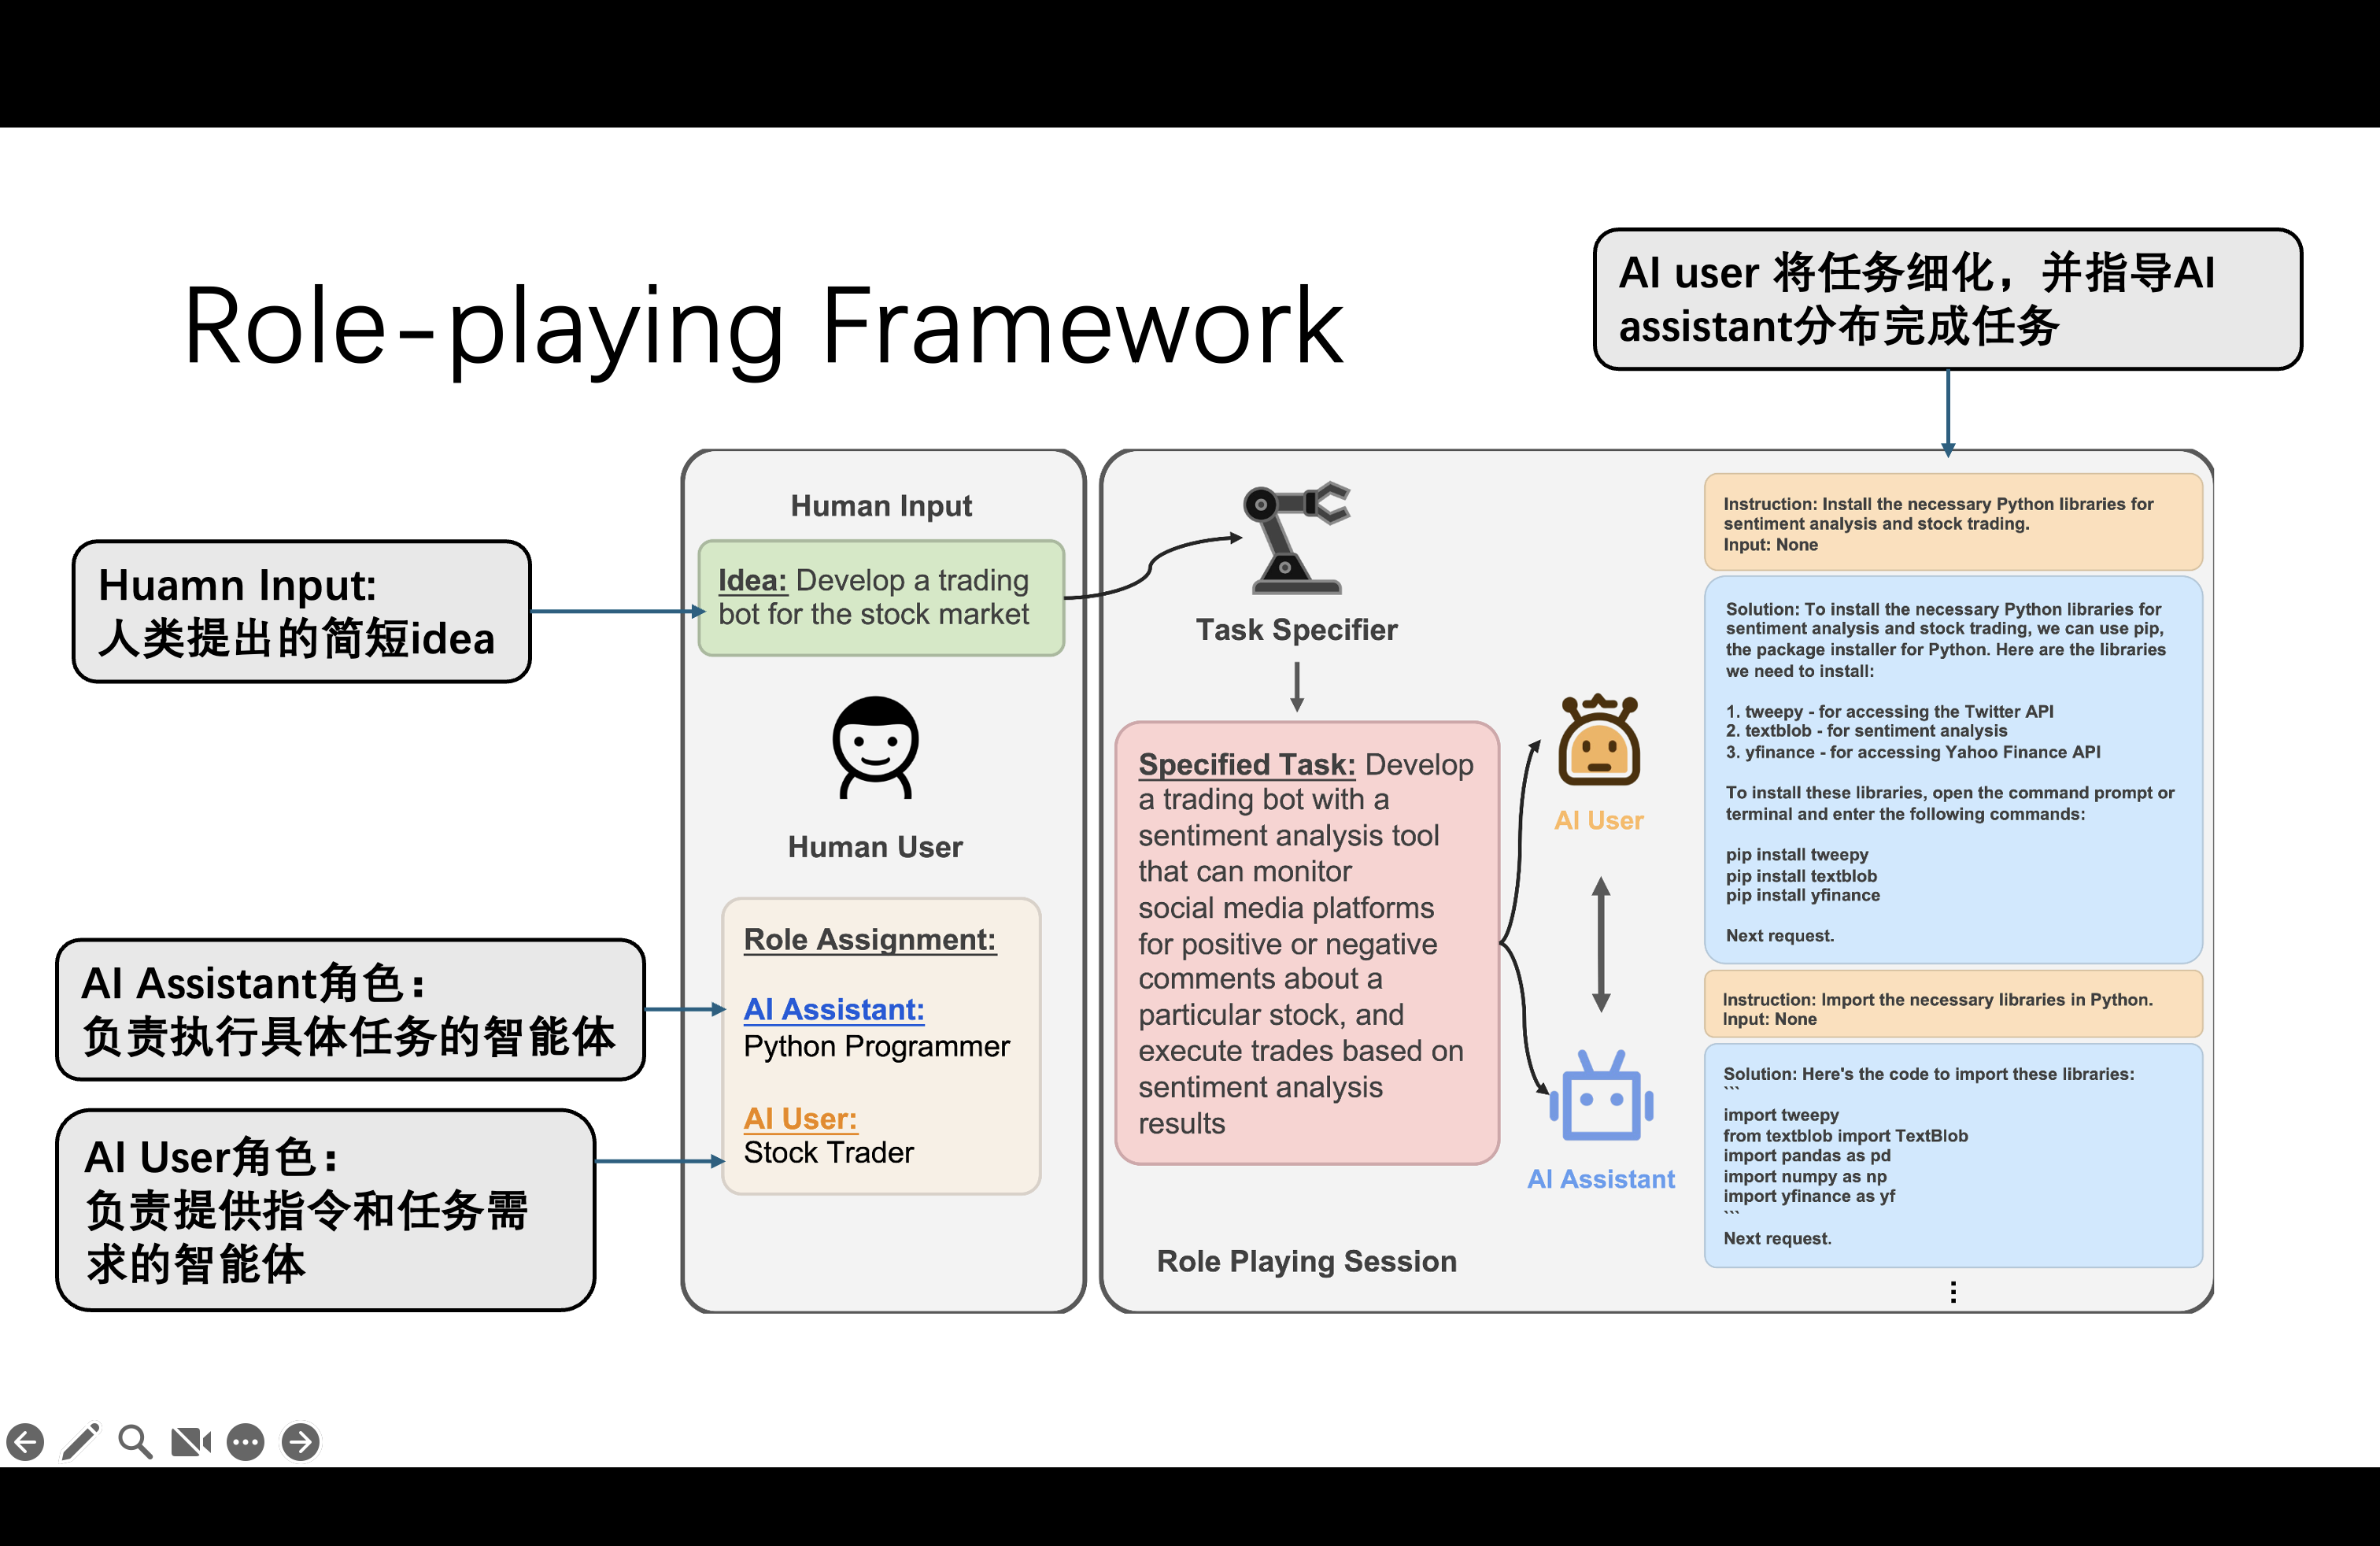 Role-playing Framework
AI user 将任务细化，并指导AI
assistant分布完成任务
Huamn Input:
人类提出的简短idea
AI Assistant角色：
负责执行具体任务的智能体
AI User角色：
负责提供指令和任务需
求的智能体
Human Input
Idea: Develop a trading
bot for the stock market
Human User
Role Assignment:
AI Assistant:
Python Programmer
AI User:
Stock Trader
Task Specifier
Specified Task: Develop
a trading bot with a
sentiment analysis tool
that can monitor
social media platforms
for positive or negative
comments about a
particular stock, and
execute trades based on
sentiment analysis
results
Role Playing Session
AI User
AI Assistant
Instruction: Install the necessary Python libraries for
sentiment analysis and stock trading.
Input: None
Solution: To install the necessary Python libraries for
sentiment analysis and stock trading, we can use pip,
the package installer for Python. Here are the libraries
we need to install:
1. tweepy - for accessing the Twitter API
2. textblob - for sentiment analysis
3. yfinance - for accessing Yahoo Finance API
To install these libraries, open the command prompt or
terminal and enter the following commands:
pip install tweepy
pip install textblob
pip install yfinance
Next request.
Instruction: Import the necessary libraries in Python.
Input: None
Solution: Here's the code to import these libraries:
```
import tweepy
from textblob import TextBlob
import pandas as pd
import numpy as np
import yfinance as yf
```
Next request.